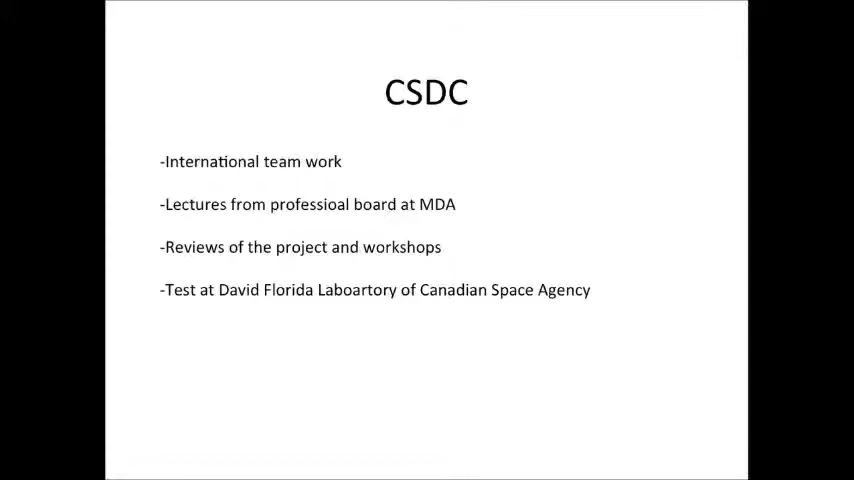 CSDC
-International team work
-Lectures from professioal board at MDA
-Reviews of the project and workshops
-Test at David Florida Laboartory of Canadian Space Agency